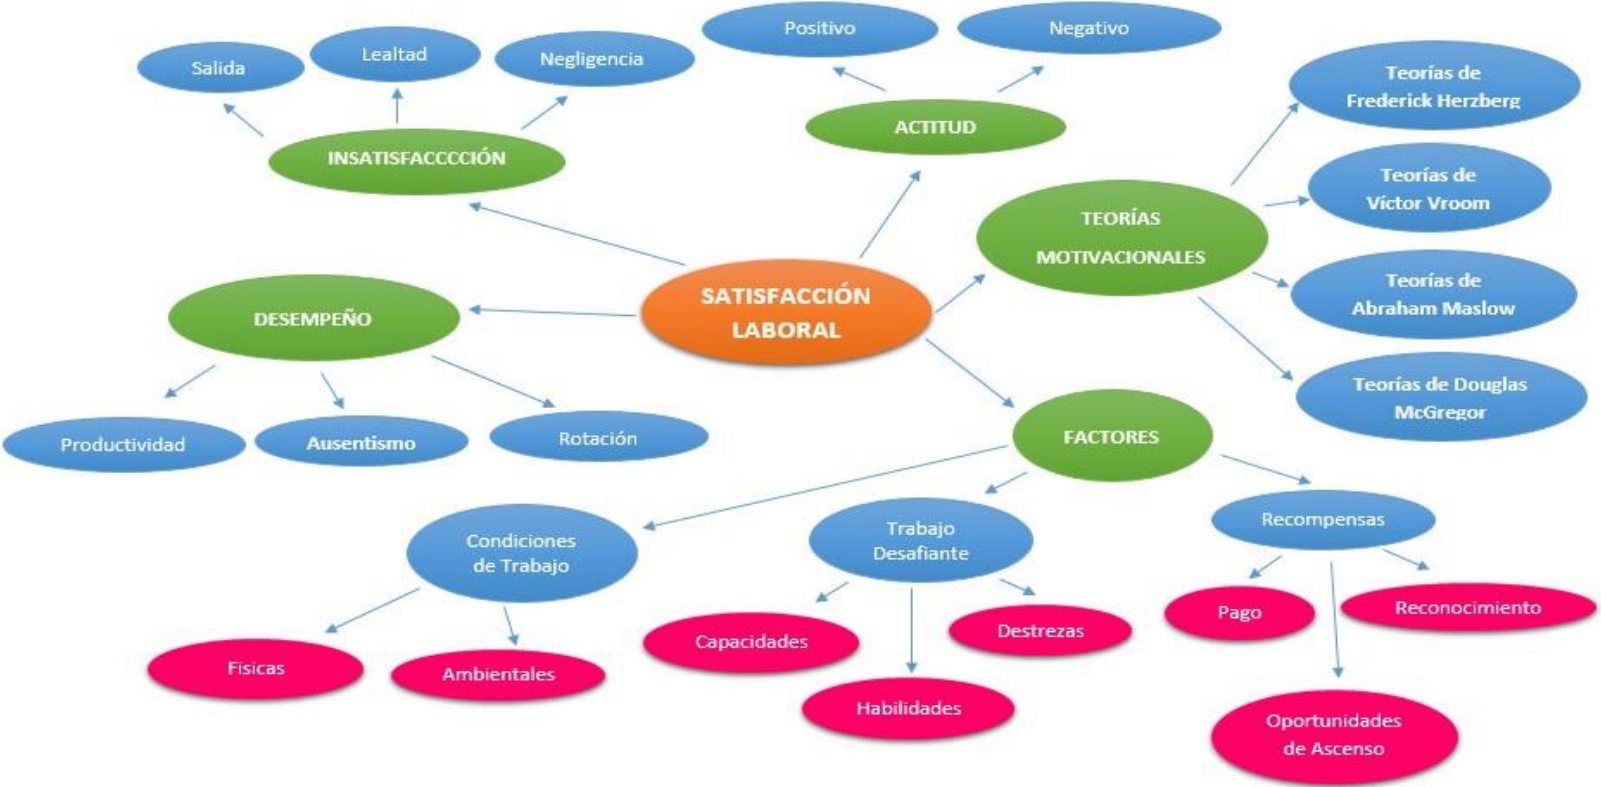 Positivo
Negativo
Salida
Lealtad
Negligencia
Teorías de
Frederick Herzberg
ACTITUD
INSATISFACCCCIÓN
Teorías de
Víctor Vroom
TEORÍAS
MOTIVACIONALES
Teorías de
Abraham Maslow
SATISFACCIÓN
LABORAL
DESEMPEÑO
Teorías de Douglas
McGregor
Productividad
Ausentismo
Rotación
FACTORES
Condiciones
de Trabajo
Trabajo
Desafiante
Recompensas
Fisicas
Ambientales
Capacidades
Habilidades
Destrezas
Pago
Reconocimiento
Oportunidades
de Ascenso